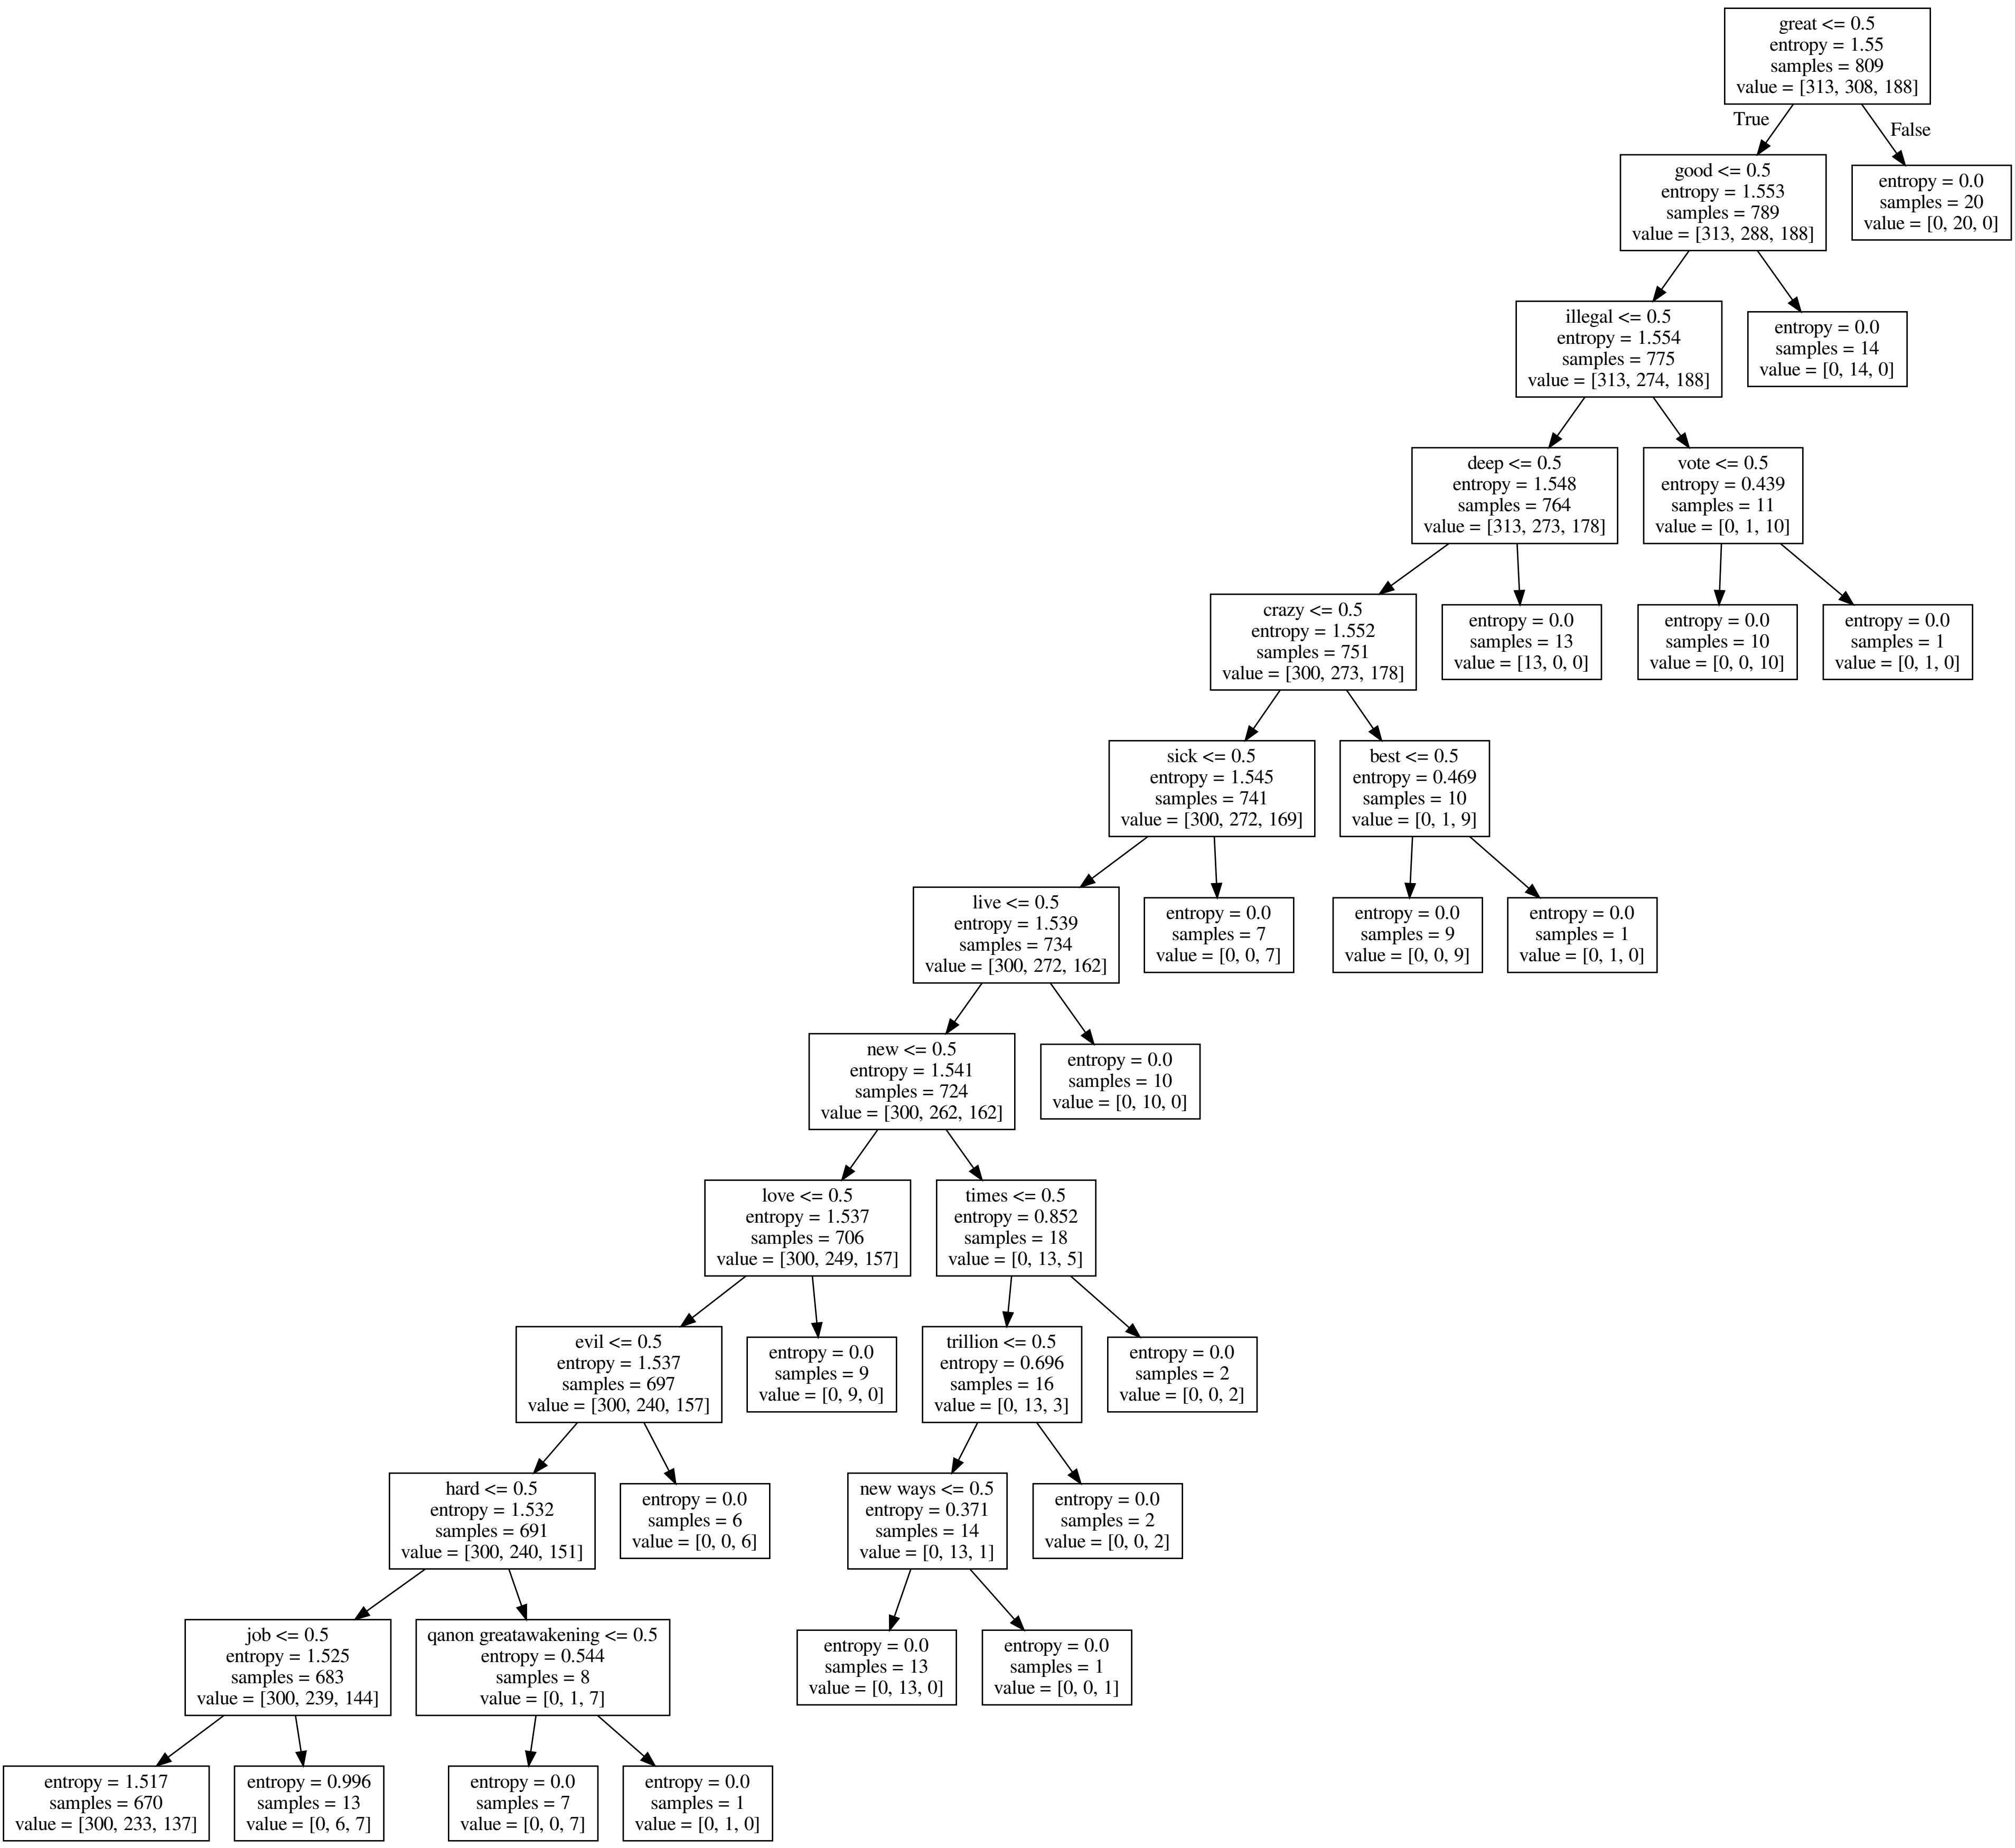 great <= 0.5
entropy = 1.55
samples = 809
value = [313, 308, 188]
True
False
good <= 0.5
entropy = 1.553
samples = 789
value = [313, 288, 188]
entropy = 0.0
samples = 20
value = [0, 20, 0]
illegal <= 0.5
entropy = 1.554
samples = 775
value = [313, 274, 188]
entropy = 0.0
samples = 14
value = [0, 14, 0]
deep <= 0.5
entropy = 1.548
samples = 764
value = [313, 273, 178]
vote <= 0.5
entropy = 0.439
samples = 11
value = [0, 1, 10]
crazy <= 0.5
entropy = 1.552
samples = 751
value = [300, 273, 178]
entropy = 0.0
samples = 13
value = [13, 0, 0]
entropy = 0.0
samples = 10
value = [0, 0, 10]
entropy = 0.0
samples = 1
value = [0, 1, 0]
sick <= 0.5
entropy = 1.545
samples = 741
value = [300, 272, 169]
best <= 0.5
entropy = 0.469
samples = 10
value = [0, 1, 9]
live <= 0.5
entropy = 1.539
samples = 734
value = [300, 272, 162]
entropy = 0.0
samples = 7
value = [0, 0, 7]
entropy = 0.0
samples = 9
value = [0, 0, 9]
entropy = 0.0
samples = 1
value = [0, 1, 0]
new <= 0.5
entropy = 1.541
samples = 724
value = [300, 262, 162]
entropy = 0.0
samples = 10
value = [0, 10, 0]
love <= 0.5
entropy = 1.537
samples = 706
value = [300, 249, 157]
times <= 0.5
entropy = 0.852
samples = 18
value = [0, 13, 5]
evil <= 0.5
entropy = 1.537
samples = 697
value = [300, 240, 157]
entropy = 0.0
samples = 9
value = [0, 9, 0]
trillion <= 0.5
entropy = 0.696
samples = 16
value = [0, 13, 3]
entropy = 0.0
samples = 2
value = [0, 0, 2]
hard <= 0.5
entropy = 1.532
samples = 691
value = [300, 240, 151]
entropy = 0.0
samples = 6
value = [0, 0, 6]
new ways <= 0.5
entropy = 0.371
samples = 14
value = [0, 13, 1]
entropy = 0.0
samples = 2
value = [0, 0, 2]
job <= 0.5
entropy = 1.525
samples = 683
value = [300, 239, 144]
qanon greatawakening <= 0.5
entropy = 0.544
samples = 8
value = [0, 1, 7]
entropy = 0.0
samples = 13
value = [0, 13, 0]
entropy = 0.0
samples = 1
value = [0, 0, 1]
entropy = 1.517
samples = 670
value = [300, 233, 137]
entropy = 0.996
samples = 13
value = [0, 6, 7]
entropy = 0.0
samples = 7
value = [0, 0, 7]
entropy = 0.0
samples = 1
value = [0, 1, 0]